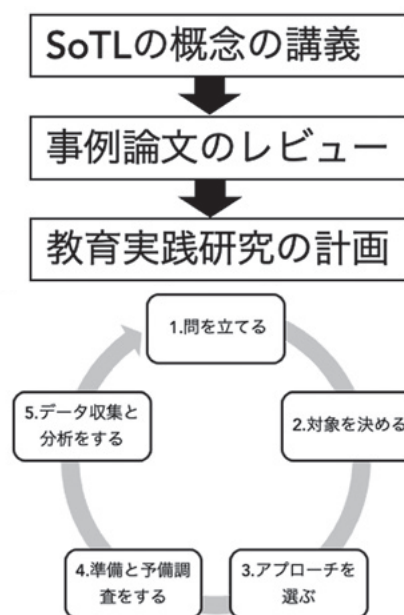 SoTLの概念の講義
事例論文のレビュー
教育実践研究の計画
1.問を立てる
2.対象を決める
3.アプローチを
選ぶ
4.準備と予備調
査をする
5.データ収集と
分析をする